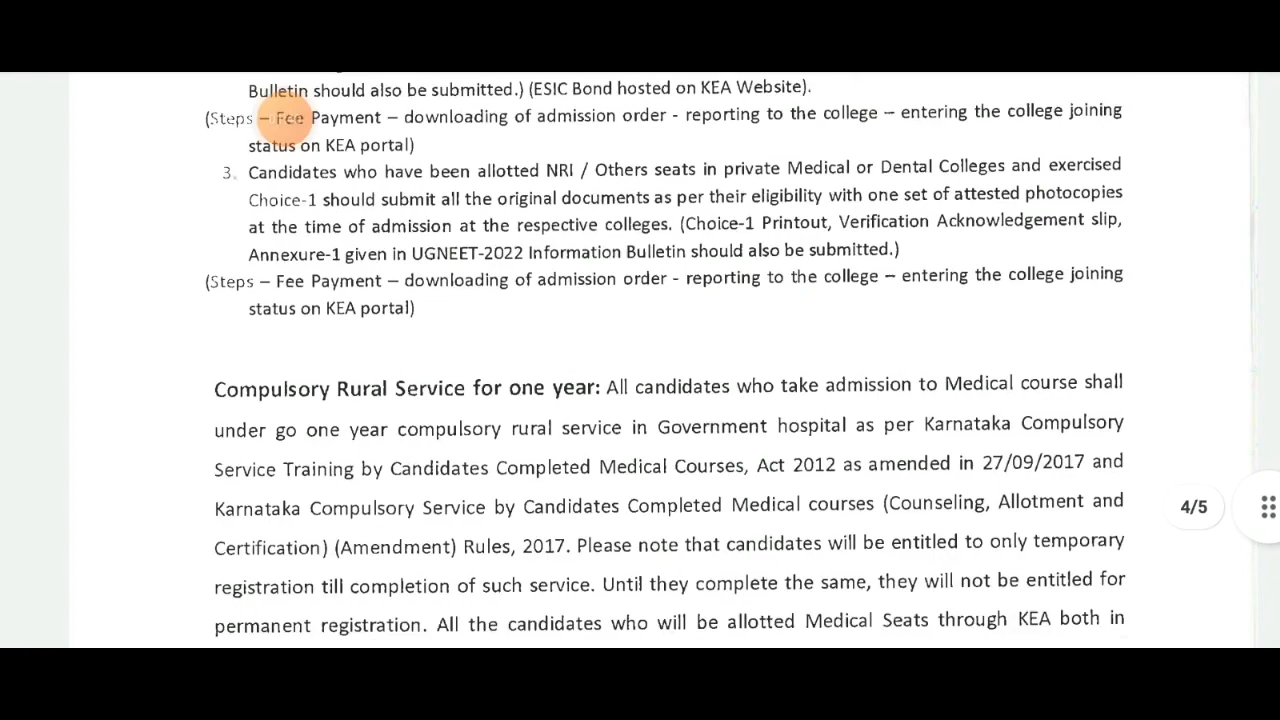 Bulletin should also be submitted.) (ESIC Bond hosted on KEA Website).
(Steps – Fee Payment – downloading of admission order - reporting to the college – entering the college joining
status on KEA portal)
3. Candidates who have been allotted NRI / Others seats in private Medical or Dental Colleges and exercised
Choice-1 should submit all the original documents as per their eligibility with one set of attested photocopies
at the time of admission at the respective colleges. (Choice-1 Printout, Verification Acknowledgement slip,
Annexure-1 given in UGNEET-2022 Information Bulletin should also be submitted.)
(Steps – Fee Payment – downloading of admission order - reporting to the college – entering the college joining
status on KEA portal)
Compulsory Rural Service for one year: All candidates who take admission to Medical course shall
under go one year compulsory rural service in Government hospital as per Karnataka Compulsory
Service Training by Candidates Completed Medical Courses, Act 2012 as amended in 27/09/2017 and
Karnataka Compulsory Service by Candidates Completed Medical courses (Counseling, Allotment and
Certification) (Amendment) Rules, 2017. Please note that candidates will be entitled to only temporary
registration till completion of such service. Until they complete the same, they will not be entitled for
permanent registration. All the candidates who will be allotted Medical Seats through KEA both in
4/5